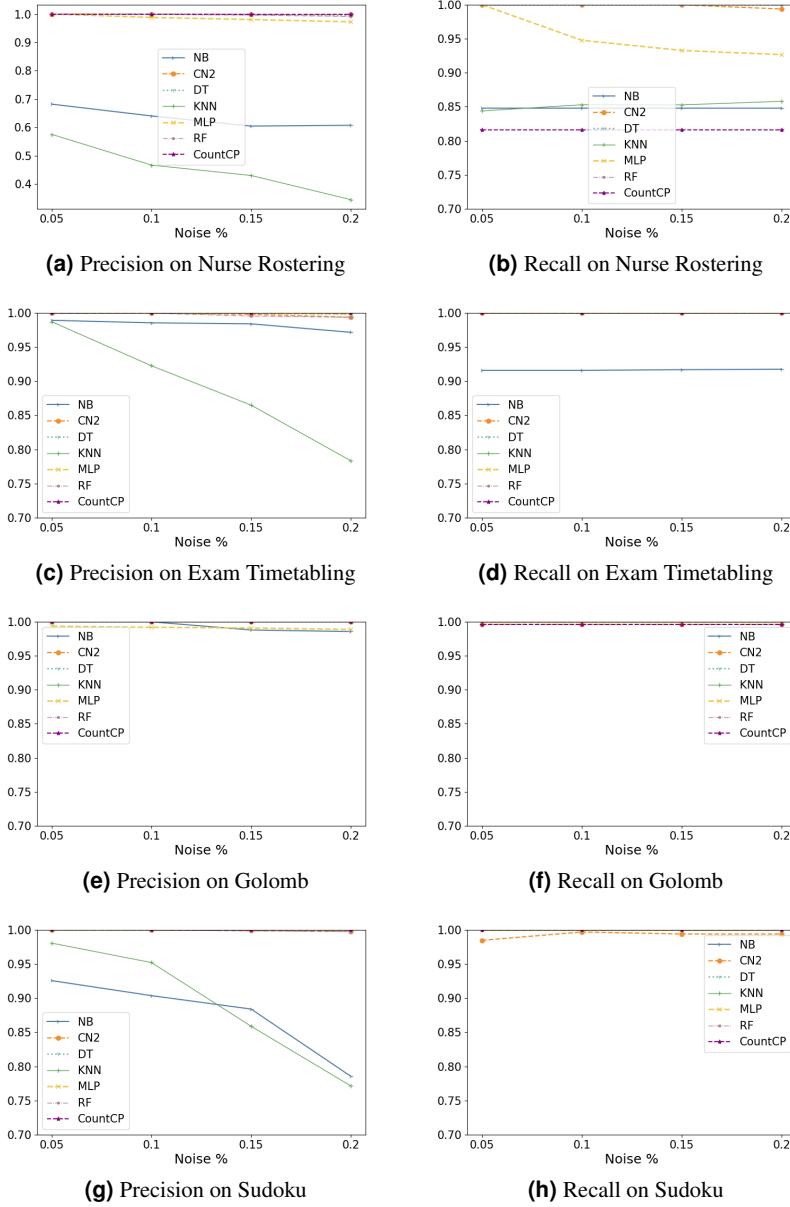 1.0
0.9
0.8
0.7
0.6
0.5
0.4
NB
CN2
DT
KNN
MLP
RF
CountCP
0.05 0.1 0.15 0.2
Noise %
(a) Precision on Nurse Rostering
1.00
0.95
0.90
0.85
0.80
0.75
0.70
NB
CN2
DT
KNN
MLP
RF
CountCP
0.05 0.1 0.15 0.2
Noise %
(b) Recall on Nurse Rostering
1.00
0.95
0.90
0.85
0.80
0.75
0.70
NB
CN2
DT
KNN
MLP
RF
CountCP
0.05 0.1 0.15 0.2
Noise %
(c) Precision on Exam Timetabling
1.00
0.95
0.90
0.85
0.80
0.75
0.70
NB
CN2
DT
KNN
MLP
RF
CountCP
0.05 0.1 0.15 0.2
Noise %
(d) Recall on Exam Timetabling
1.00
0.95
0.90
0.85
0.80
0.75
0.70
NB
CN2
DT
KNN
MLP
RF
CountCP
0.05 0.1 0.15 0.2
Noise %
(e) Precision on Golomb
1.00
0.95
0.90
0.85
0.80
0.75
0.70
NB
CN2
DT
KNN
MLP
RF
CountCP
0.05 0.1 0.15 0.2
Noise %
(f) Recall on Golomb
1.00
0.95
0.90
0.85
0.80
0.75
0.70
NB
CN2
DT
KNN
MLP
RF
CountCP
0.05 0.1 0.15 0.2
Noise %
(g) Precision on Sudoku
1.00
0.95
0.90
0.85
0.80
0.75
0.70
NB
CN2
DT
KNN
MLP
RF
CountCP
0.05 0.1 0.15 0.2
Noise %
(h) Recall on Sudoku